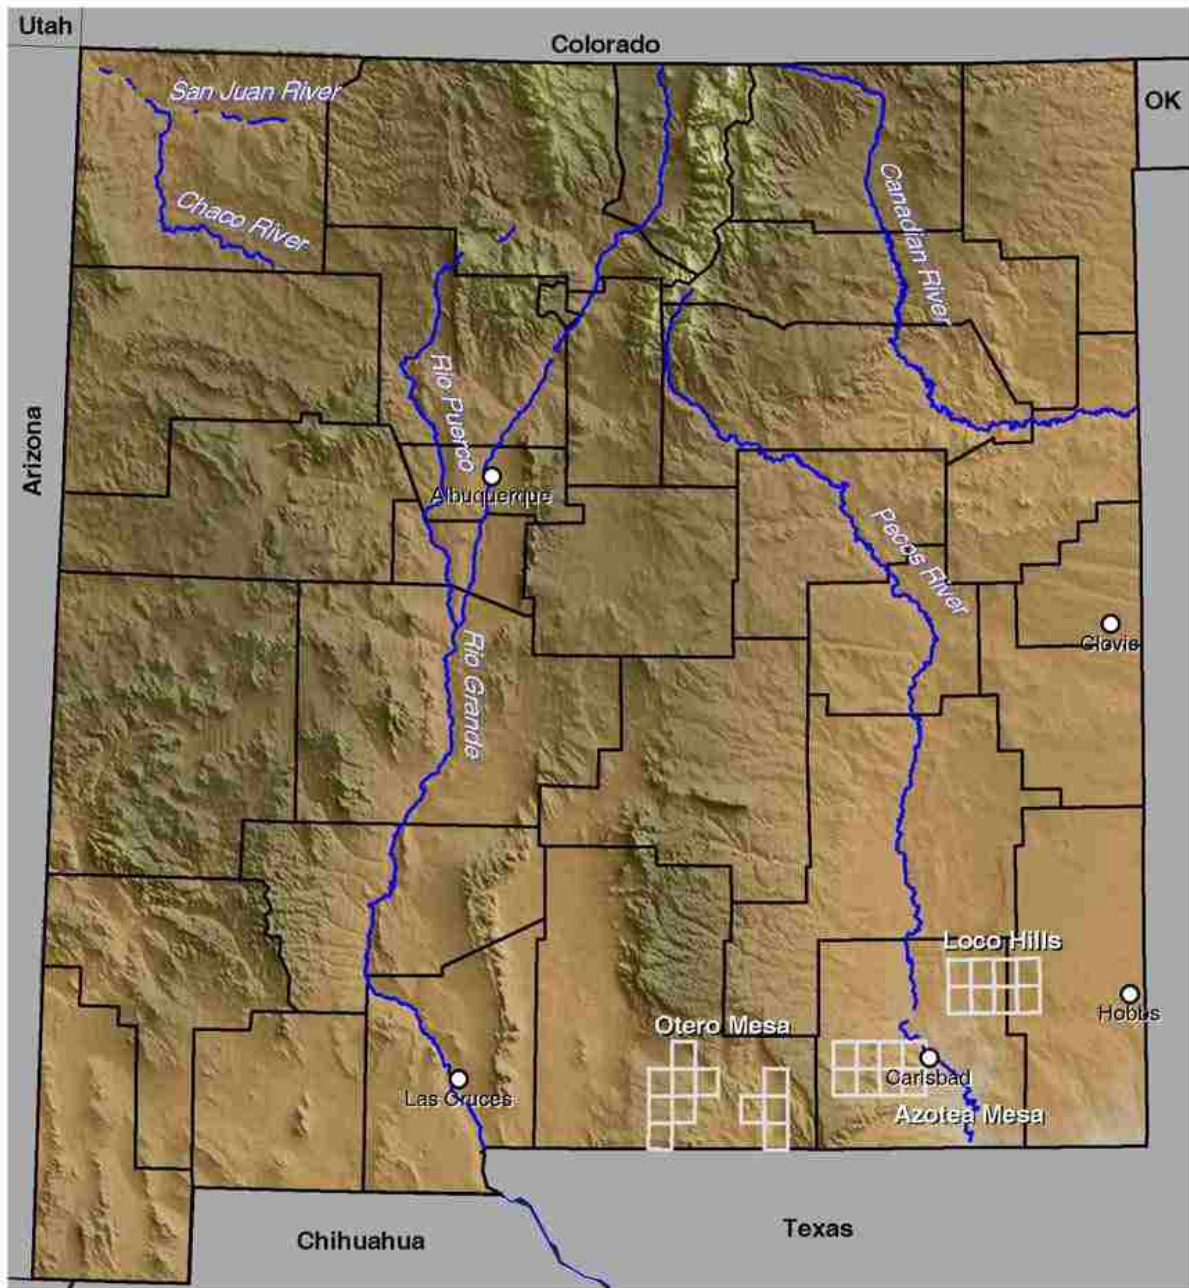 Utah
Colorado
San Juan River
OK
Chaco River
Canadian River
Rio Puerco
Arizona
Albuquerque
Pecos River
Clovis
Rio Grande
Loco Hills
Hobbs
Otero Mesa
Carlsbad
Las Cruces
Azotea Mesa
Texas
Chihuahua